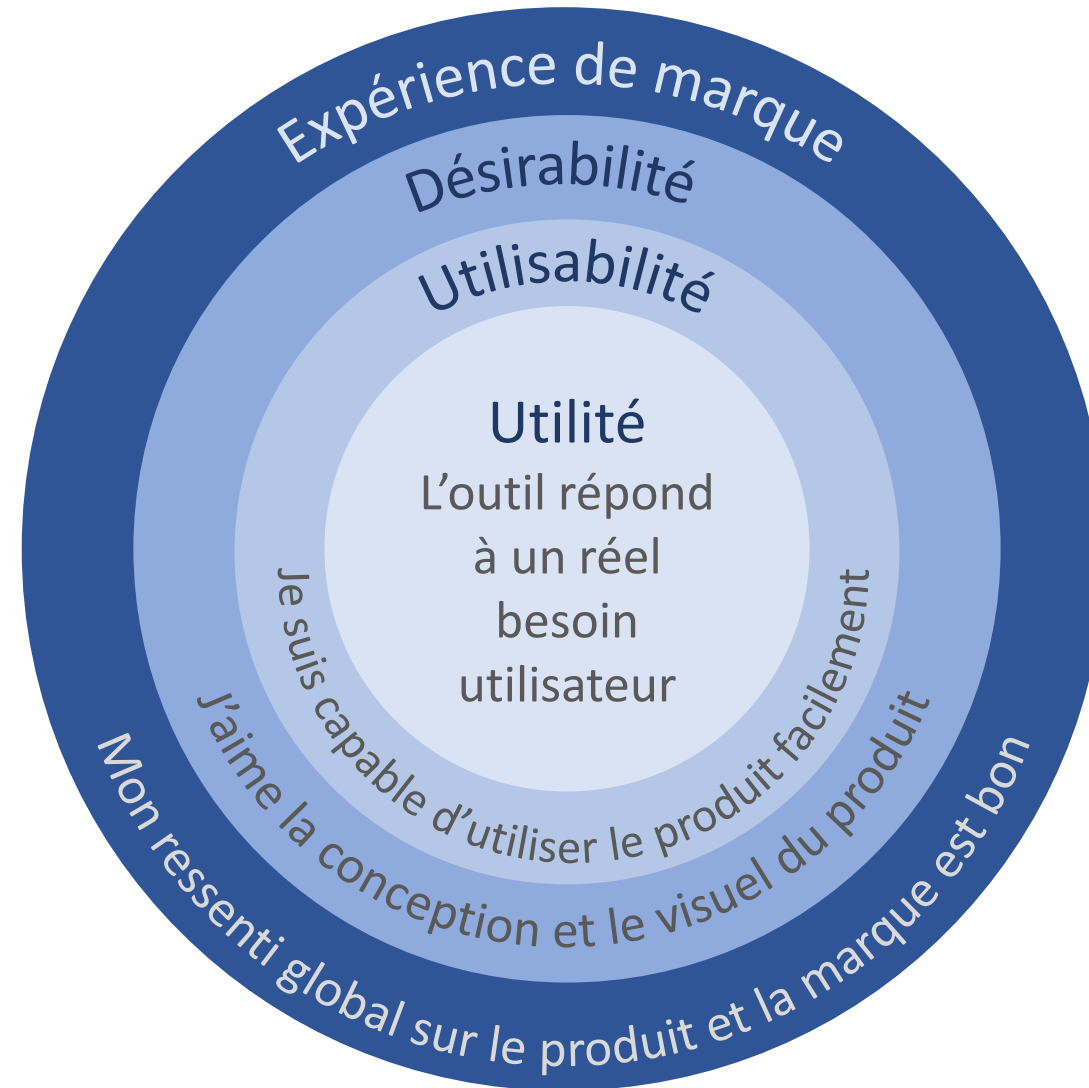 Expérience de marque
Désirabilité
Utilisabilité
Utilité
L’outil répond
à un réel
besoin
utilisateur
Je suis capable d’utiliser le produit facilement
J’aime la conception et le visuel du produit
Mon ressenti global sur le produit et la marque est bon